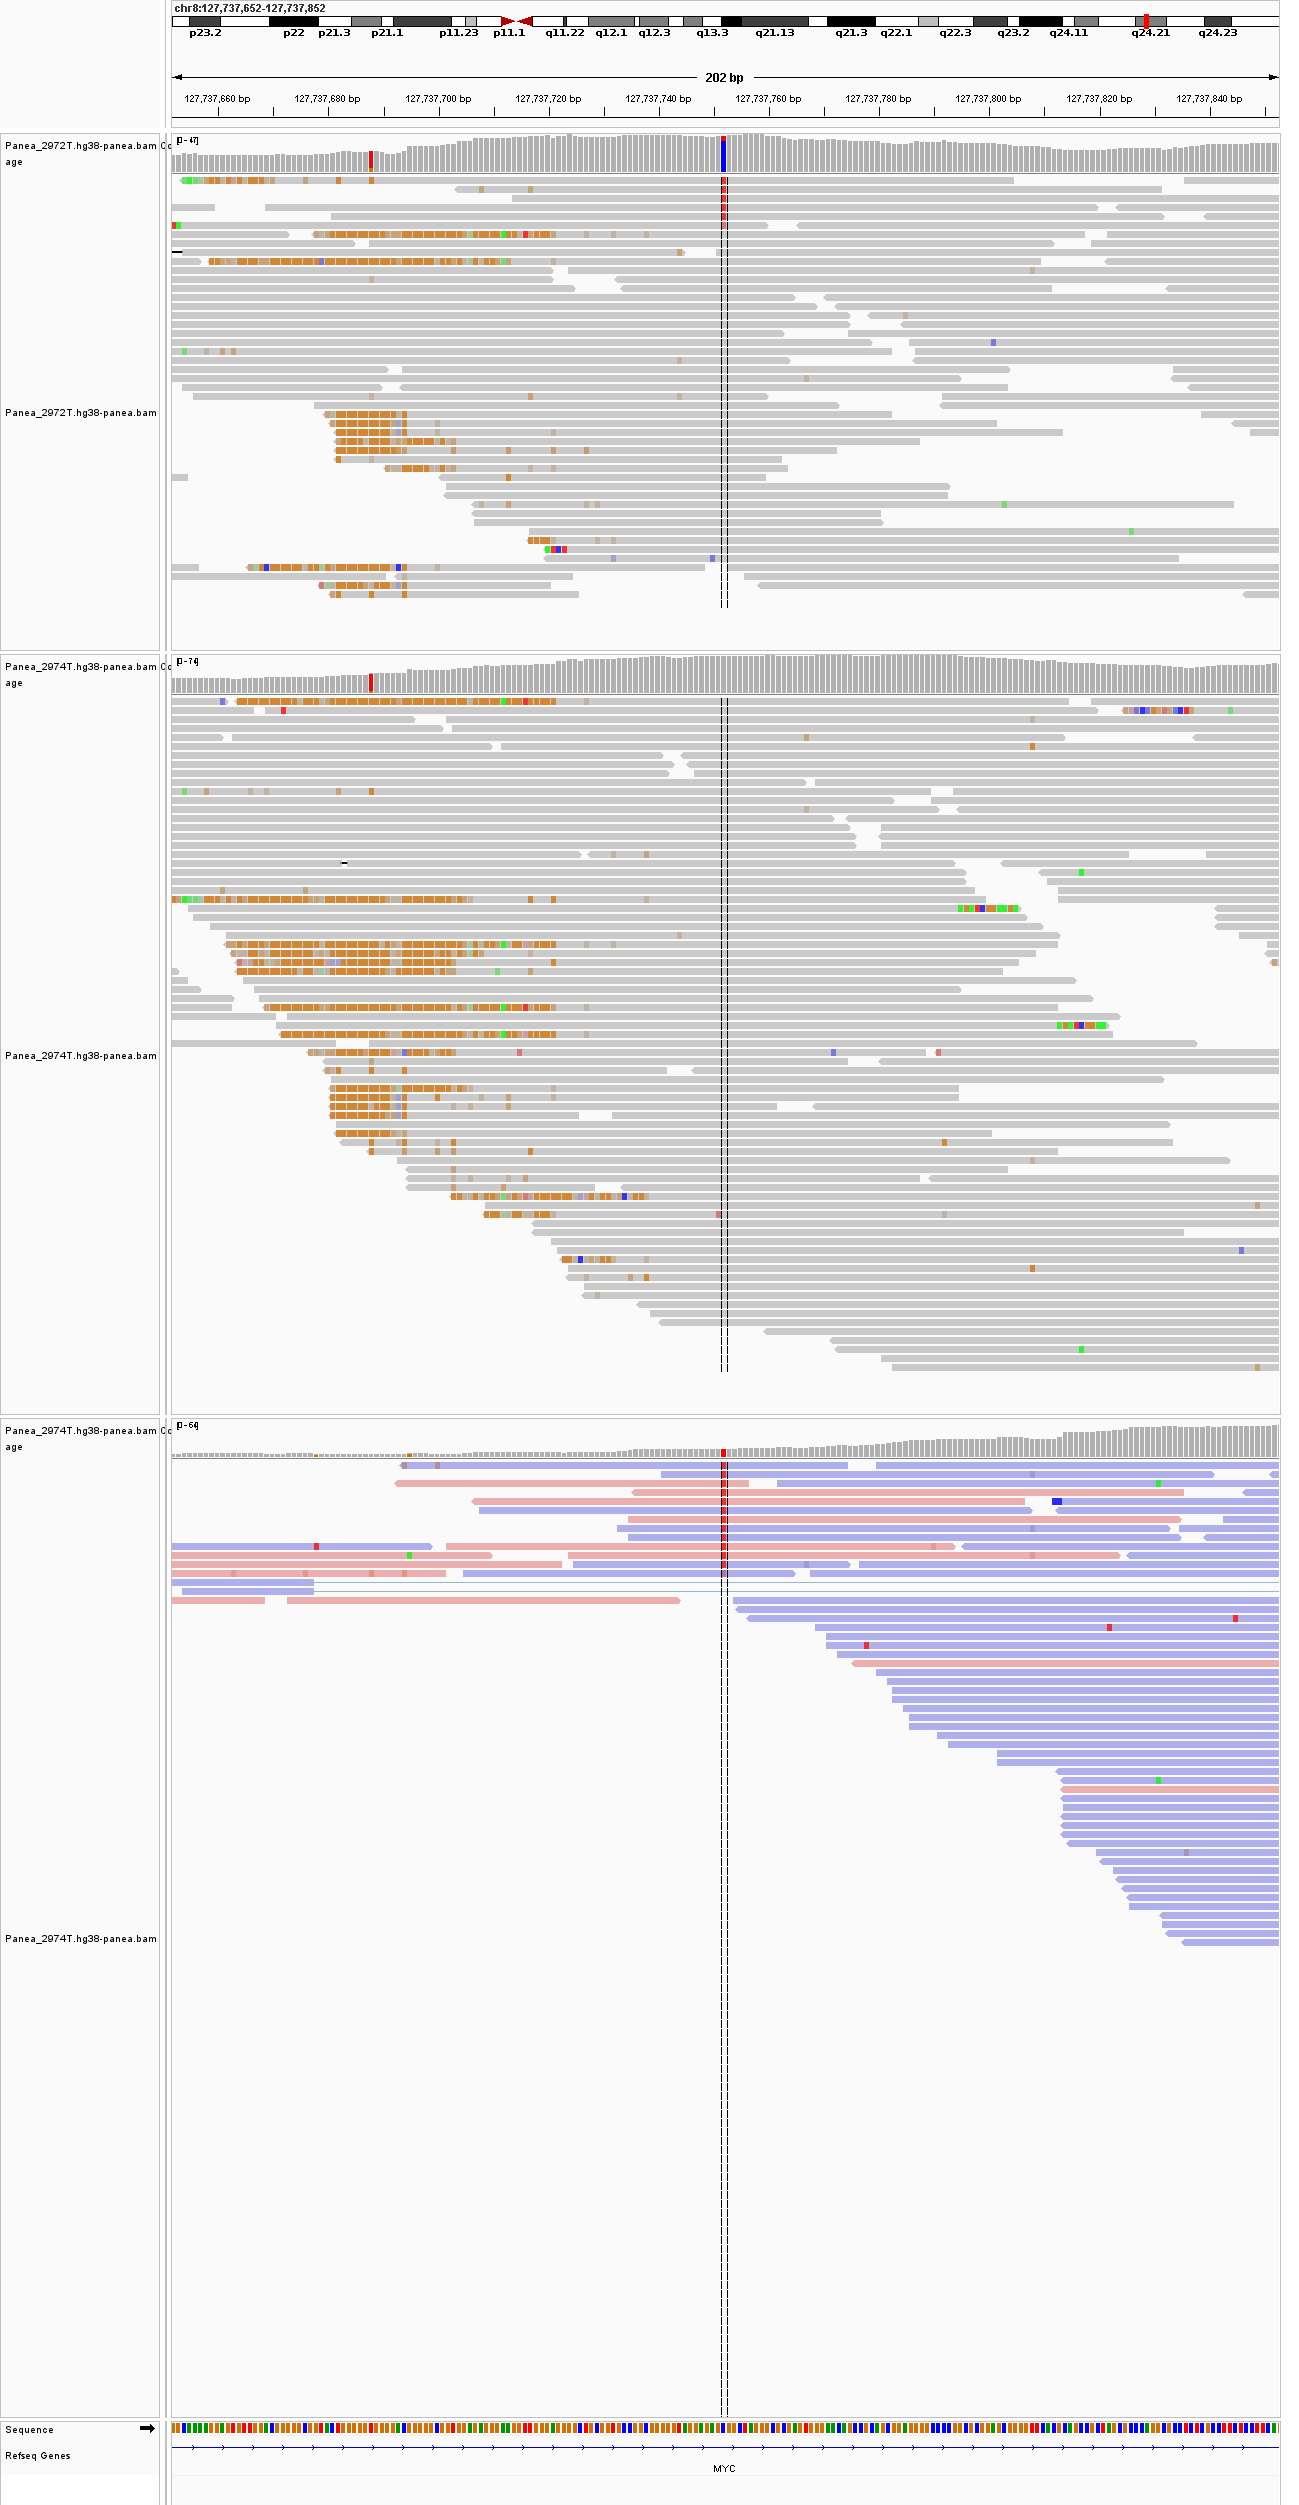 chr8:127,737,652-127,737,852
p23.2 p22 p21.3 p21.1 p11.23 p11.1 q11.22 q12.1 q12.3 q13.3 q21.13 q21.3 q22.1 q22.3 q23.2 q24.11 q24.21 q24.23
202 bp
127,737,660 bp 127,737,680 bp 127,737,700 bp 127,737,720 bp 127,737,740 bp 127,737,760 bp 127,737,780 bp 127,737,800 bp 127,737,820 bp 127,737,840 bp
Panea_2972T.hg38-panea.bam Co
age
[0 - 47]
Panea_2972T.hg38-panea.bam
Panea_2974T.hg38-panea.bam Co
age
[0 - 74]
Panea_2974T.hg38-panea.bam
Panea_2974T.hg38-panea.bam Co
age
[0 - 64]
Panea_2974T.hg38-panea.bam
Sequence
Refseq Genes
MYC